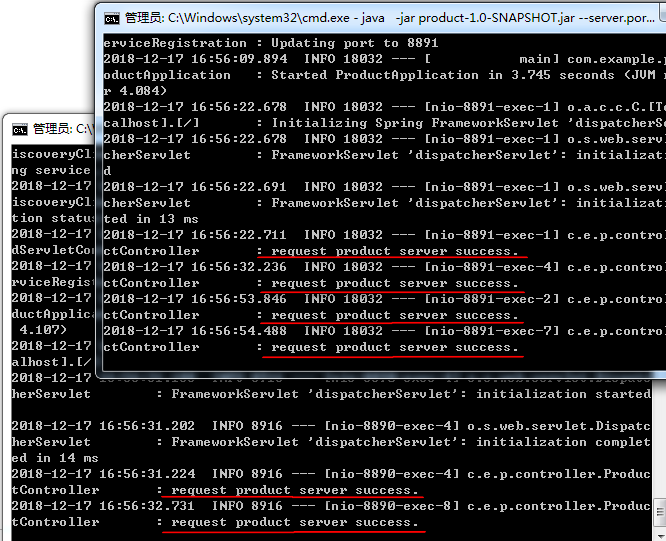 管理员: C:\Windows\system32\cmd.exe - java  -jar product-1.0-SNAPSHOT.jar --server.por...
erviceRegistration : Updating port to 8891
2018-12-17 16:56:09.894  INFO 18032 --- [           main] com.example.p
oductApplication   : Started ProductApplication in 3.745 seconds (JVM
r 4.084)
2018-12-17 16:56:22.678  INFO 18032 --- [nio-8891-exec-1] o.a.c.c.C.[To
calhost].[/]       : Initializing Spring FrameworkServlet 'dispatcherSe
2018-12-17 16:56:22.678  INFO 18032 --- [nio-8891-exec-1] o.s.web.serv
cherServlet        : FrameworkServlet 'dispatcherServlet': initializati
d
2018-12-17 16:56:22.691  INFO 18032 --- [nio-8891-exec-1] o.s.web.serv
cherServlet        : FrameworkServlet 'dispatcherServlet': initializati
ted in 13 ms
2018-12-17 16:56:22.711  INFO 18032 --- [nio-8891-exec-1] c.e.p.contro
ctController       : request product server success.
2018-12-17 16:56:32.236  INFO 18032 --- [nio-8891-exec-4] c.e.p.contro
ctController       : request product server success.
2018-12-17 16:56:53.846  INFO 18032 --- [nio-8891-exec-2] c.e.p.contro
ctController       : request product server success.
2018-12-17 16:56:54.488  INFO 18032 --- [nio-8891-exec-7] c.e.p.contro
ctController       : request product server success.
管理员: C:\W
iscoveryCli
ng service
2018-12-17
iscoveryCli
tion status
2018-12-17
dServletCon
2018-12-17
rviceRegist
2018-12-17
ductApplica
4.107)
2018-12-17
alhost].[/
2018-12-17
herServlet         : FrameworkServlet 'dispatcherServlet': initialization started
2018-12-17 16:56:31.202  INFO 8916 --- [nio-8890-exec-4] o.s.web.servlet.Dispatc
herServlet         : FrameworkServlet 'dispatcherServlet': initialization complet
ed in 14 ms
2018-12-17 16:56:31.224  INFO 8916 --- [nio-8890-exec-4] c.e.p.controller.Produc
tController        : request product server success.
2018-12-17 16:56:32.731  INFO 8916 --- [nio-8890-exec-8] c.e.p.controller.Produc
tController        : request product server success.